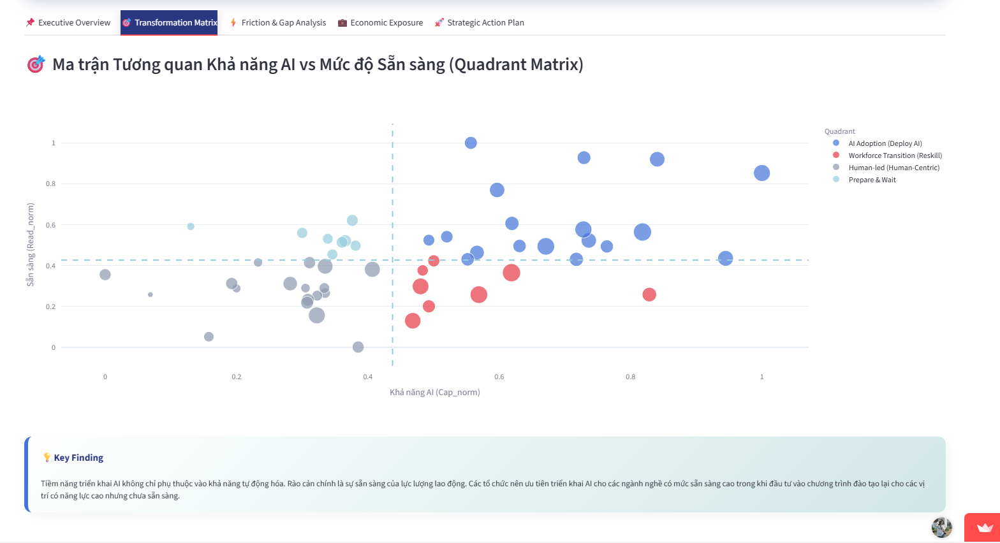 Executive Overview
Transformation Matrix
Friction & Gap Analysis
Economic Exposure
Strategic Action Plan
Ma trận Tương quan Khả năng AI vs Mức độ Sẵn sàng (Quadrant Matrix)
Quadrant
AI Adoption (Deploy AI)
Workforce Transition (Reskill)
Human-led (Human-Centric)
Prepare & Wait
Sẵn sàng (Read_norm)
1
0.8
0.6
0.4
0.2
0
0
0.2
0.4
0.6
0.8
1
Khả năng AI (Cap_norm)
Key Finding
Tiềm năng triển khai AI không chỉ phụ thuộc vào khả năng tự động hóa. Rào cản chính là sự sẵn sàng của lực lượng lao động. Các tổ chức nên ưu tiên triển khai AI cho các ngành nghề có mức sẵn sàng cao trong khi đầu tư vào chương trình đào tạo lại cho các vị
trí có năng lực cao nhưng chưa sẵn sàng.